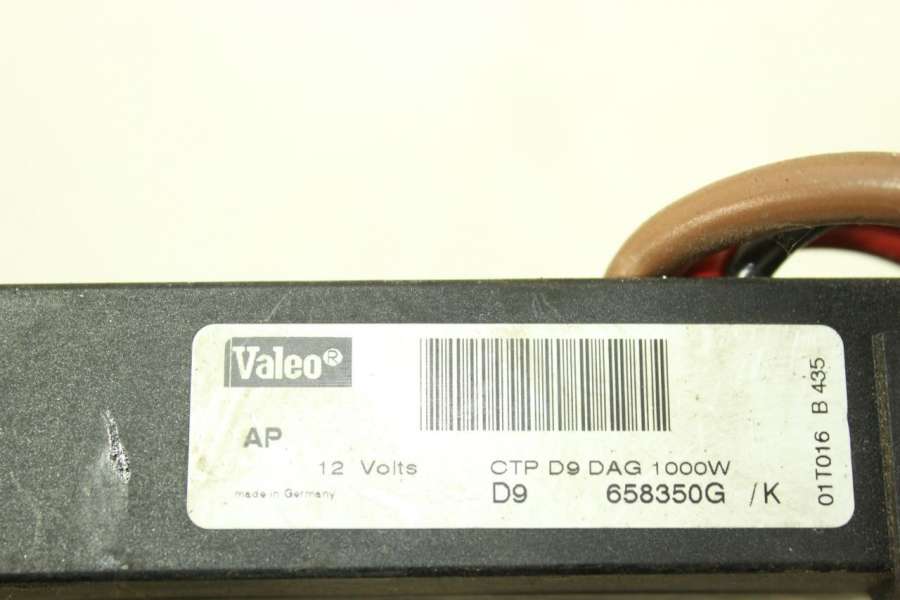 Valeo®
AP
12 Volts
made in Germany
CTP D9 DAG 1000W
D9 658350G /K
01T016 B 435